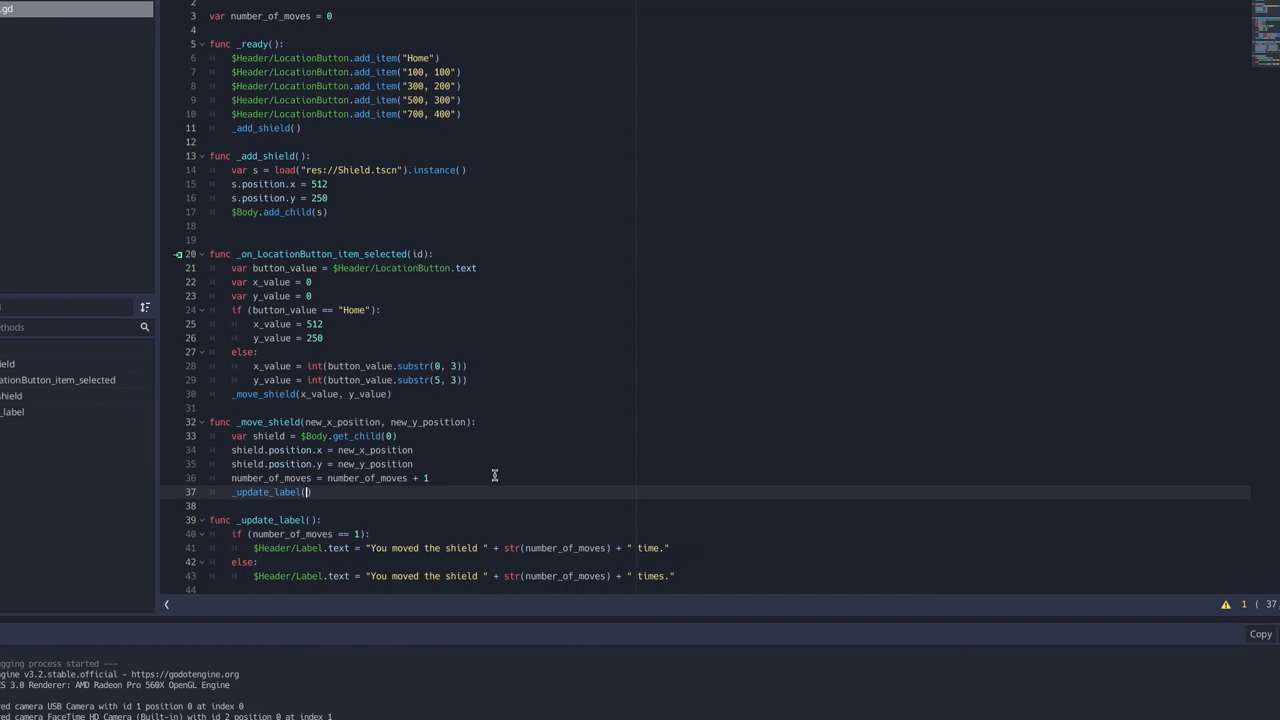 .gd
2
3 var number_of_moves = 0
4
5 func _ready():
6 $Header/LocationButton.add_item("Home")
7 $Header/LocationButton.add_item("100, 100")
8 $Header/LocationButton.add_item("300, 200")
9 $Header/LocationButton.add_item("500, 300")
10 $Header/LocationButton.add_item("700, 400")
11 _add_shield()
12
13 func _add_shield():
14 var s = load("res://Shield.tscn").instance()
15 s.position.x = 512
16 s.position.y = 250
17 $Body.add_child(s)
18
19
20 func _on_LocationButton_item_selected(id):
21 var button_value = $Header/LocationButton.text
22 var x_value = 0
23 var y_value = 0
24 if (button_value == "Home"):
25 x_value = 512
26 y_value = 250
27 else:
28 x_value = int(button_value.substr(0, 3))
29 y_value = int(button_value.substr(5, 3))
30 _move_shield(x_value, y_value)
31
32 func _move_shield(new_x_position, new_y_position):
33 var shield = $Body.get_child(0)
34 shield.position.x = new_x_position
35 shield.position.y = new_y_position
36 number_of_moves = number_of_moves + 1
37 _update_label()
38
39 func _update_label():
40 if (number_of_moves == 1):
41 $Header/Label.text = "You moved the shield " + str(number_of_moves) + " time."
42 else:
43 $Header/Label.text = "You moved the shield " + str(number_of_moves) + " times."
44
ethods
ield
ationButton_item_selected
shield
_label
1 ( 37,
Copy
gging process started ---
ngine v3.2.stable.official - https://godotengine.org
ES 3.0 Renderer: AMD Radeon Pro 560X OpenGL Engine
red camera USB Camera with id 1 position 0 at index 0
red camera FaceTime HD Camera (Built-in) with id 2 position 0 at index 1